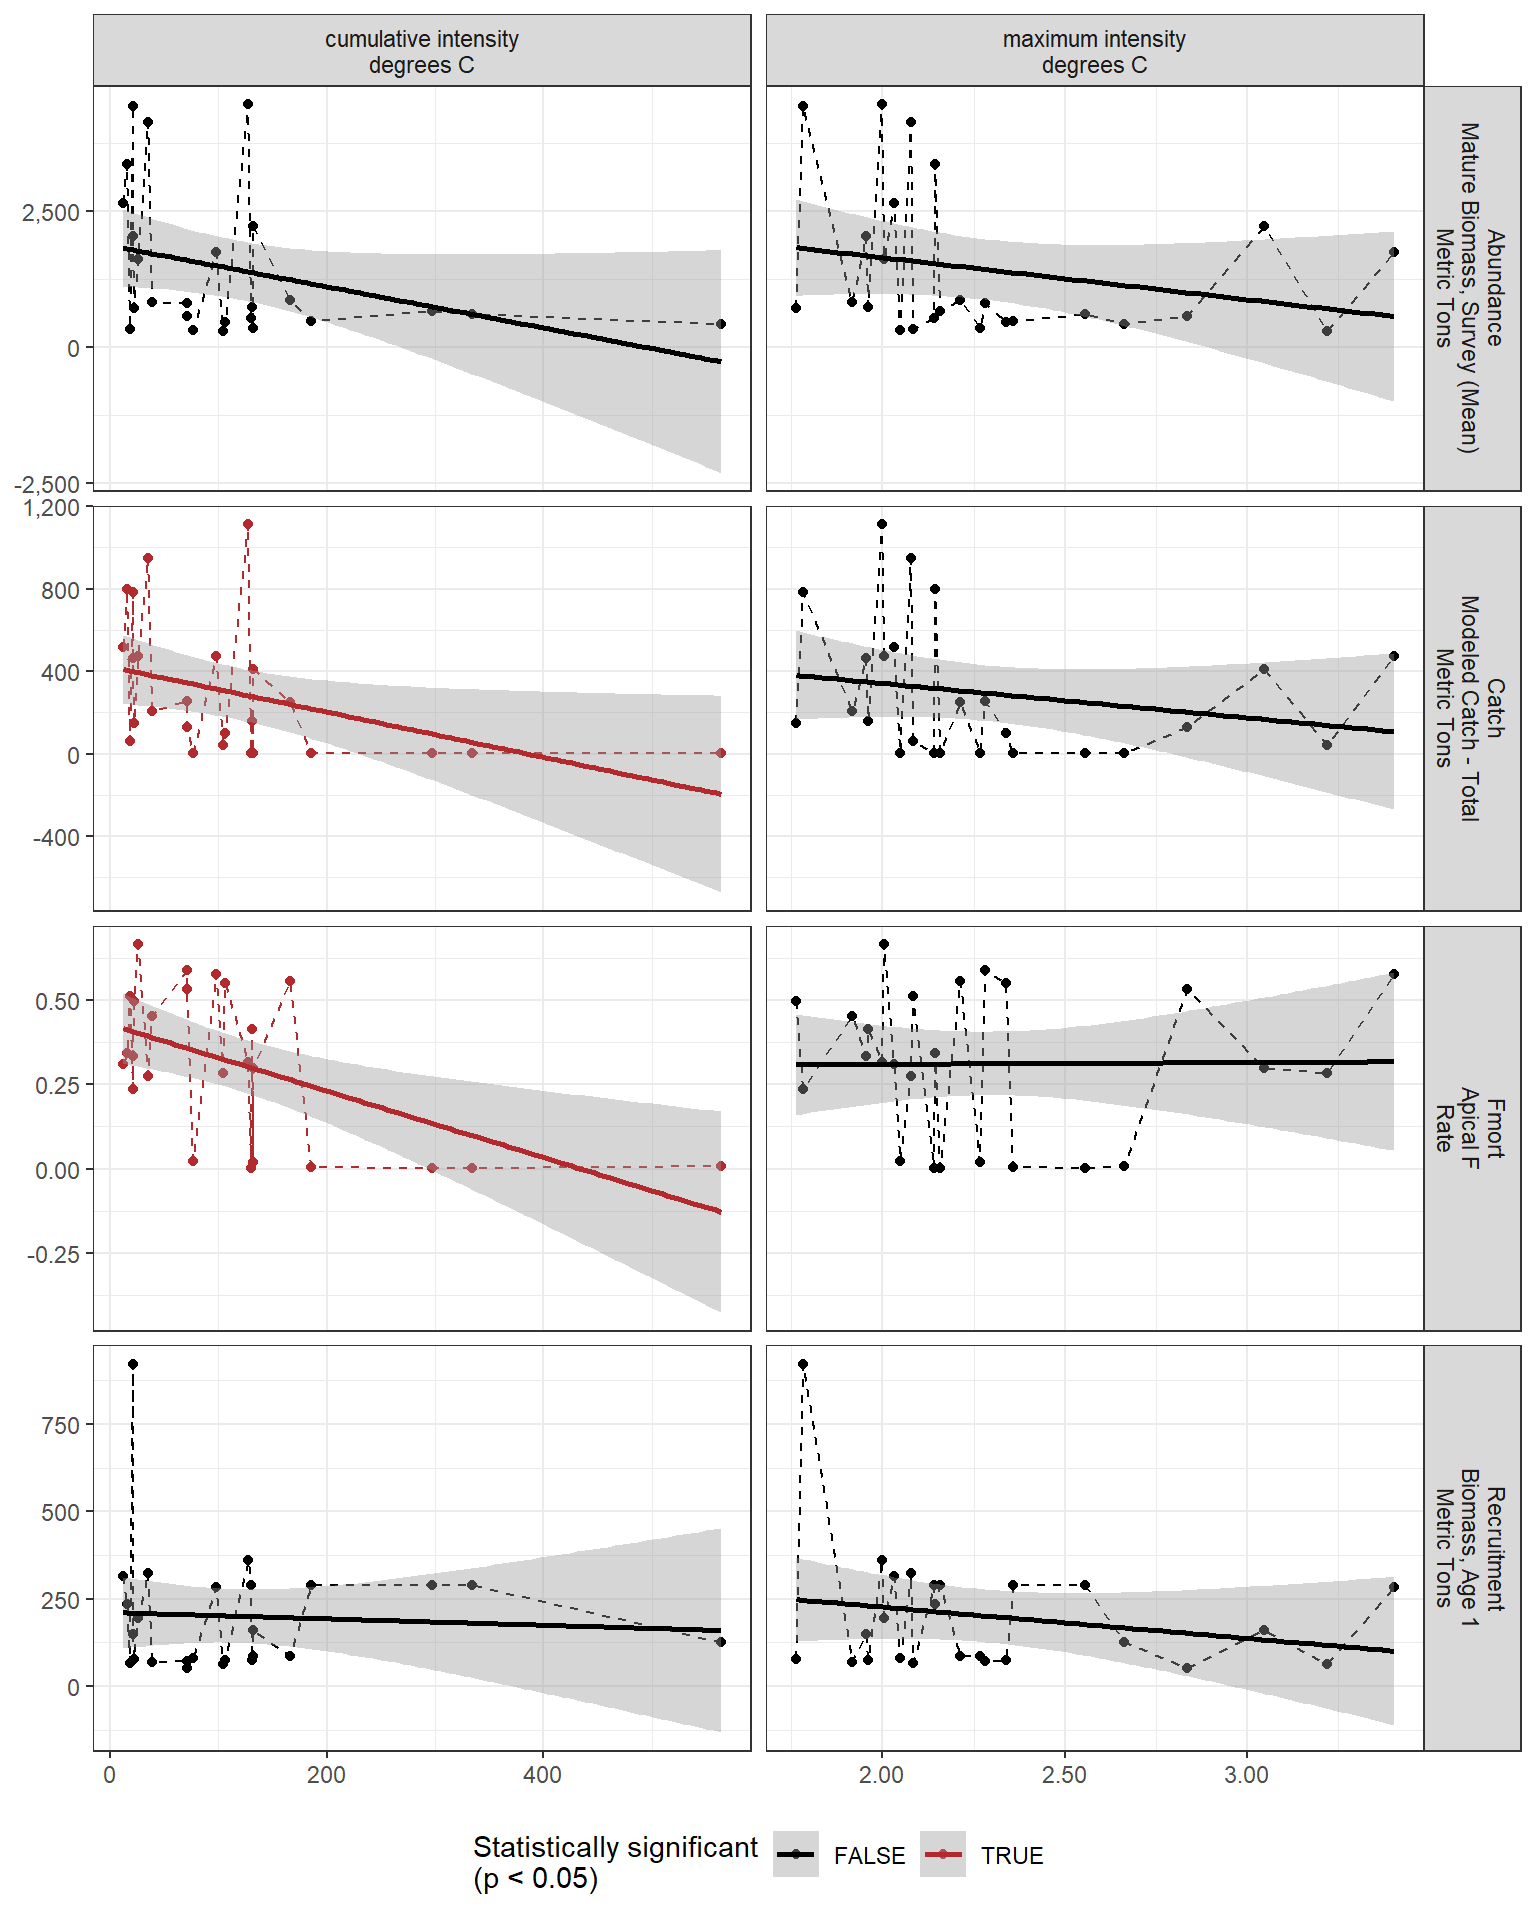 cumulative intensity
degrees C
maximum intensity
degrees C
2,500
0
-2,500
Abundance
Mature Biomass, Survey (Mean)
Metric Tons
1,200
800
400
0
-400
Catch
Modeled Catch - Total
Metric Tons
0.50
0.25
0.00
-0.25
Fmort
Apical F
Rate
750
500
250
0
Recruitment
Biomass, Age 1
Metric Tons
0 200 400
2.00 2.50 3.00
Statistically significant
(p < 0.05)
FALSE TRUE